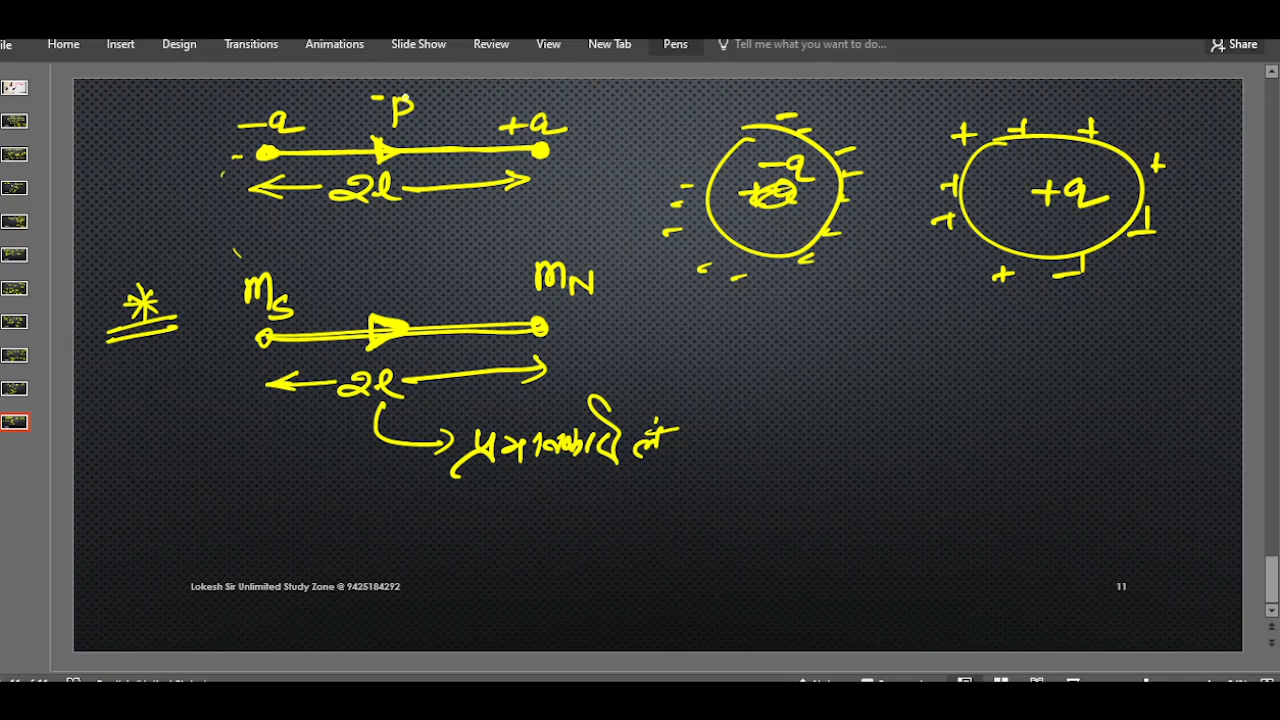 ile Home Insert Design Transitions Animations Slide Show Review View New Tab Pens Tell me what you want to do... Share
-P
-q +q
2l
-q
+q
mS mN
2l
Lokesh Sir Unlimited Study Zone @ 9425184292
11